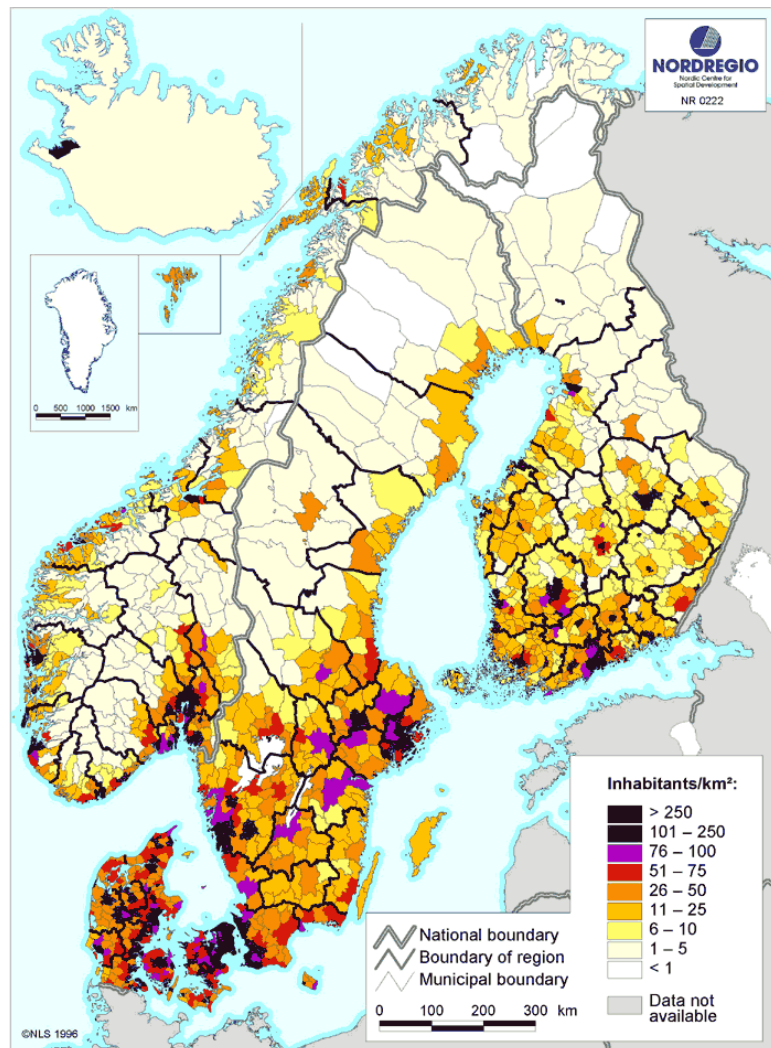 NORDREGIO
Nordic Centre for
Spatial Development
NR 0222
0 500 1000 1500 km
Inhabitants/km²:
> 250
101 – 250
76 – 100
51 – 75
26 – 50
11 – 25
6 – 10
1 – 5
< 1
Data not
available
National boundary
Boundary of region
Municipal boundary
0 100 200 300
km
©NLS 1996